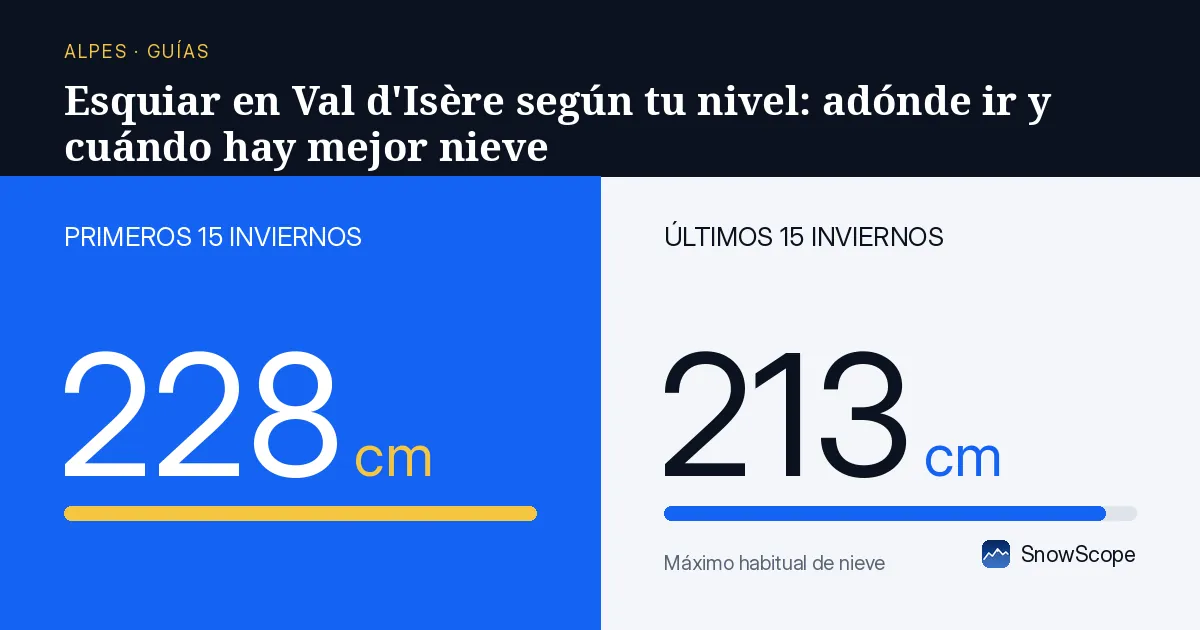 ALPES · GUÍAS
Esquiar en Val d'Isère según tu nivel: adónde ir y
cuándo hay mejor nieve
PRIMEROS 15 INVIERNOS
228 cm
ÚLTIMOS 15 INVIERNOS
213 cm
Máximo habitual de nieve
SnowScope